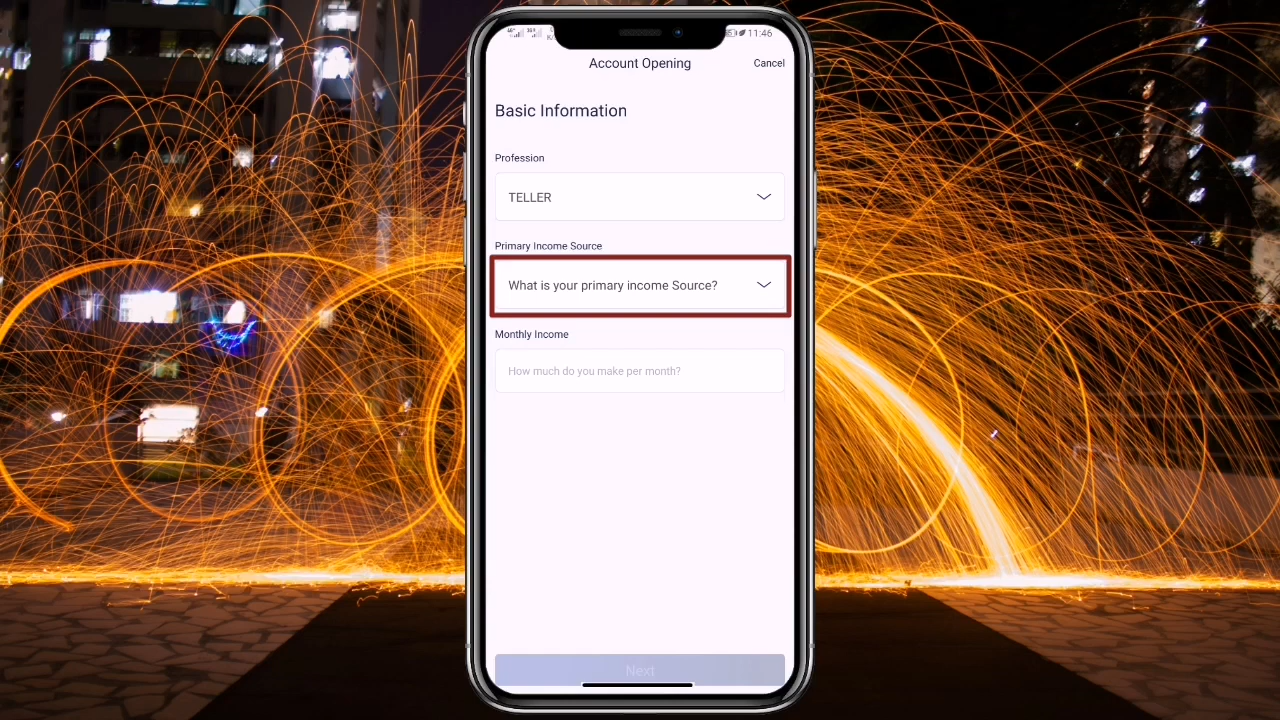 11:46
Account Opening
Cancel
Basic Information
Profession
TELLER
Primary Income Source
What is your primary income Source?
Monthly Income
How much do you make per month?
Next